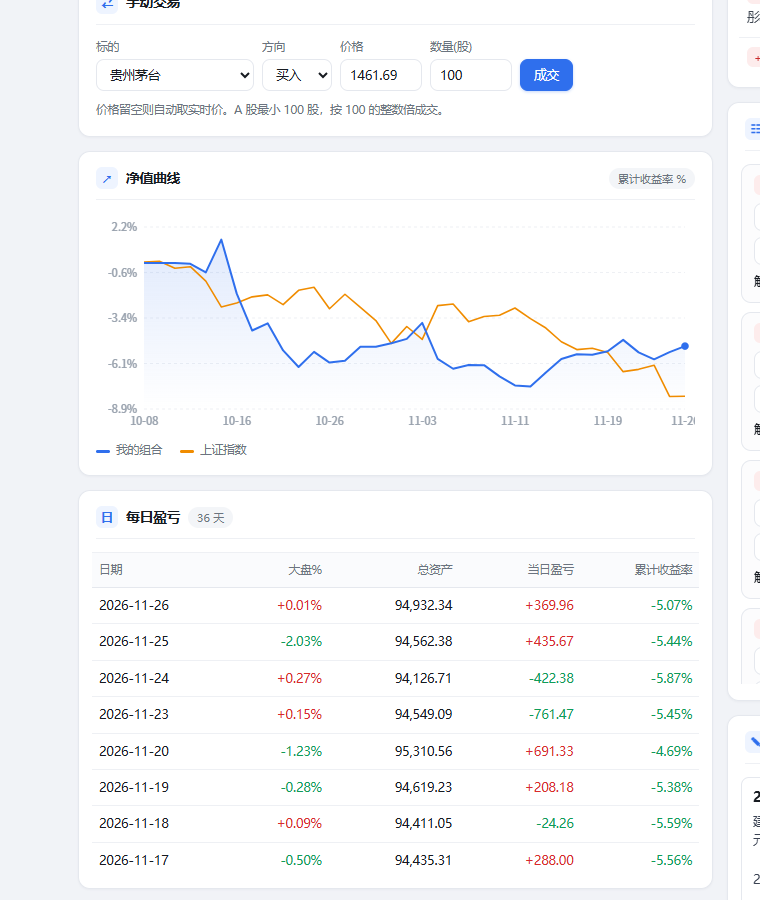 手动交易
标的 方向 价格 数量(股)
贵州茅台 买入 1461.69 100 成交
价格留空则自动取实时价。A 股最小 100 股，按 100 的整数倍成交。
净值曲线 累计收益率 %
2.2%
-0.6%
-3.4%
-6.1%
-8.9%
10-08 10-16 10-26 11-03 11-11 11-19 11-26
我的组合 上证指数
日 每日盈亏 36 天
日期 大盘% 总资产 当日盈亏 累计收益率
2026-11-26 +0.01% 94,932.34 +369.96 -5.07%
2026-11-25 -2.03% 94,562.38 +435.67 -5.44%
2026-11-24 +0.27% 94,126.71 -422.38 -5.87%
2026-11-23 +0.15% 94,549.09 -761.47 -5.45%
2026-11-20 -1.23% 95,310.56 +691.33 -4.69%
2026-11-19 -0.28% 94,619.23 +208.18 -5.38%
2026-11-18 +0.09% 94,411.05 -24.26 -5.59%
2026-11-17 -0.50% 94,435.31 +288.00 -5.56%